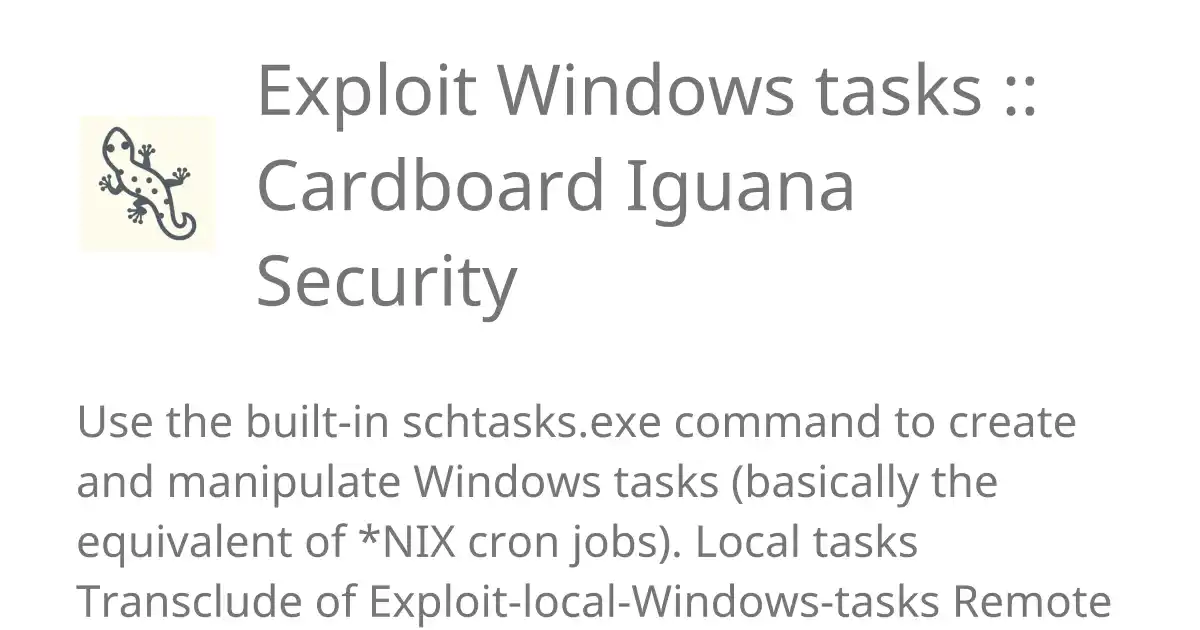 Exploit Windows tasks ::
Cardboard Iguana
Security
Use the built-in schtasks.exe command to create
and manipulate Windows tasks (basically the
equivalent of *NIX cron jobs). Local tasks
Transclude of Exploit-local-Windows-tasks Remote